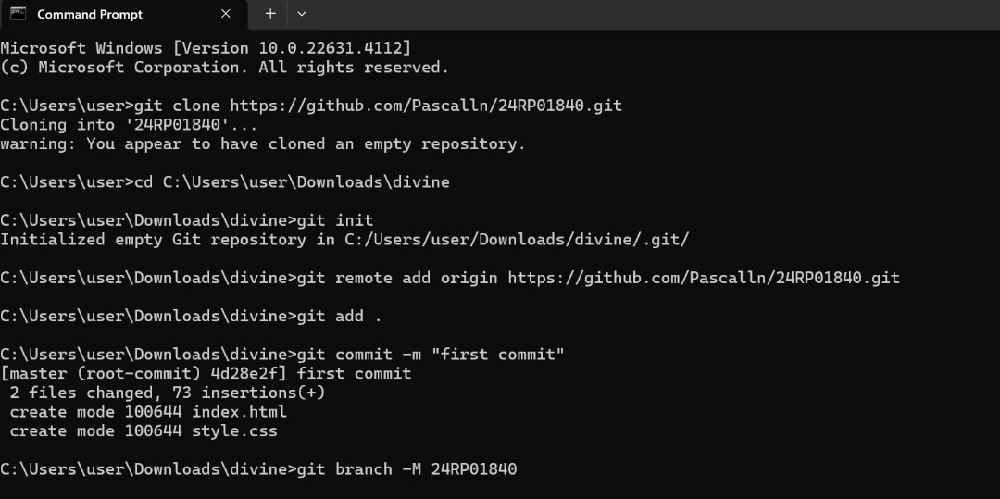 Command Prompt
Microsoft Windows [Version 10.0.22631.4112]
(c) Microsoft Corporation. All rights reserved.
C:\Users\user>git clone https://github.com/Pascalln/24RP01840.git
Cloning into '24RP01840'...
warning: You appear to have cloned an empty repository.
C:\Users\user>cd C:\Users\user\Downloads\divine
C:\Users\user\Downloads\divine>git init
Initialized empty Git repository in C:/Users/user/Downloads/divine/.git/
C:\Users\user\Downloads\divine>git remote add origin https://github.com/Pascalln/24RP01840.git
C:\Users\user\Downloads\divine>git add .
C:\Users\user\Downloads\divine>git commit -m "first commit"
[master (root-commit) 4d28e2f] first commit
 2 files changed, 73 insertions(+)
 create mode 100644 index.html
 create mode 100644 style.css
C:\Users\user\Downloads\divine>git branch -M 24RP01840